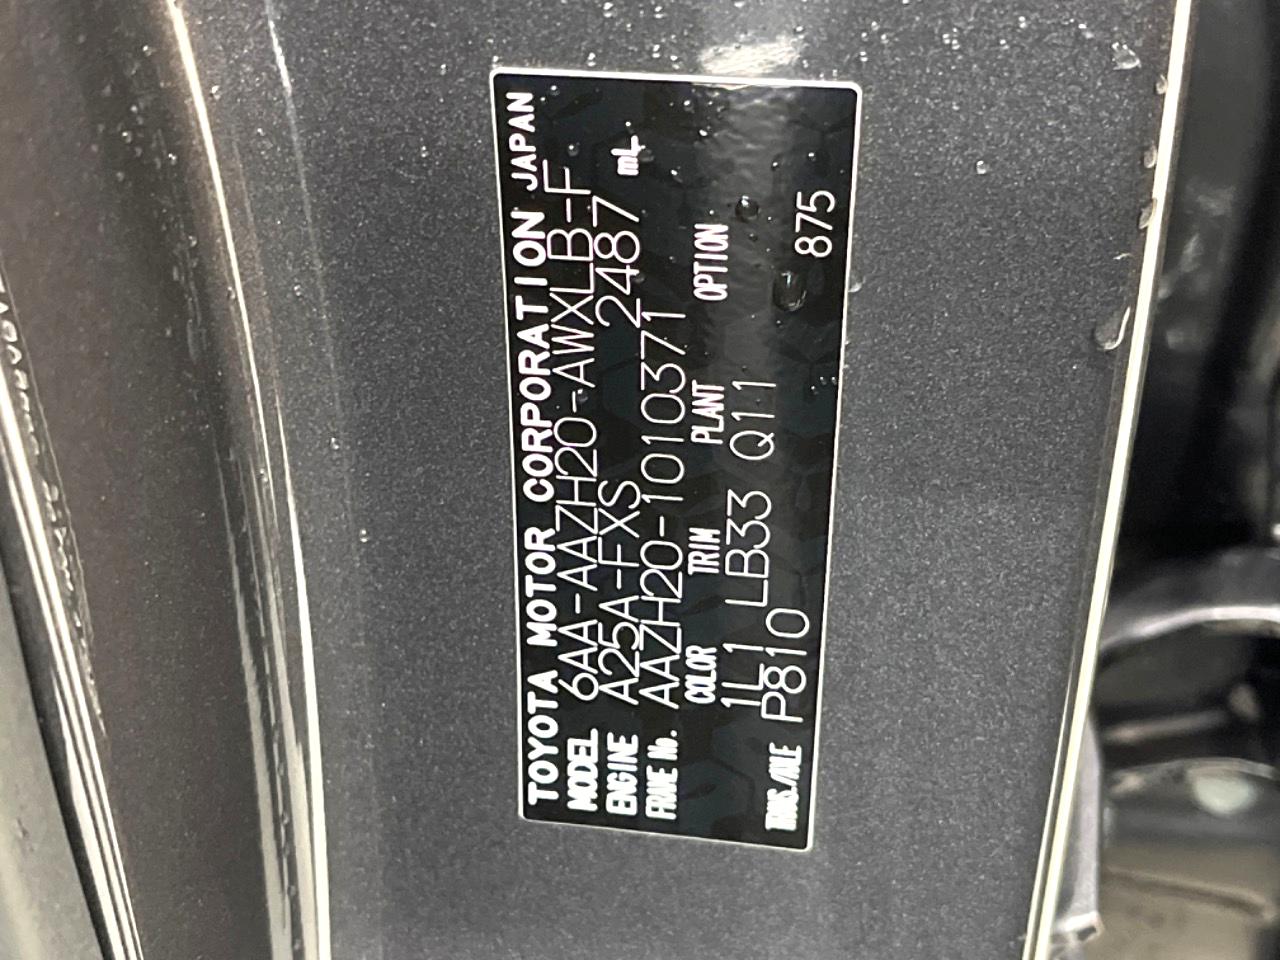 TOYOTA MOTOR CORPORATION JAPAN
MODEL 6AA-AAZH20-AWXLB-F
ENGINE A25A-FXS 2487 mL
FRAME No. AAZH20-1010371
COLOR TRIM PLANT OPTION
1L1 LB33 Q11
TRANS./AXLE P810 875